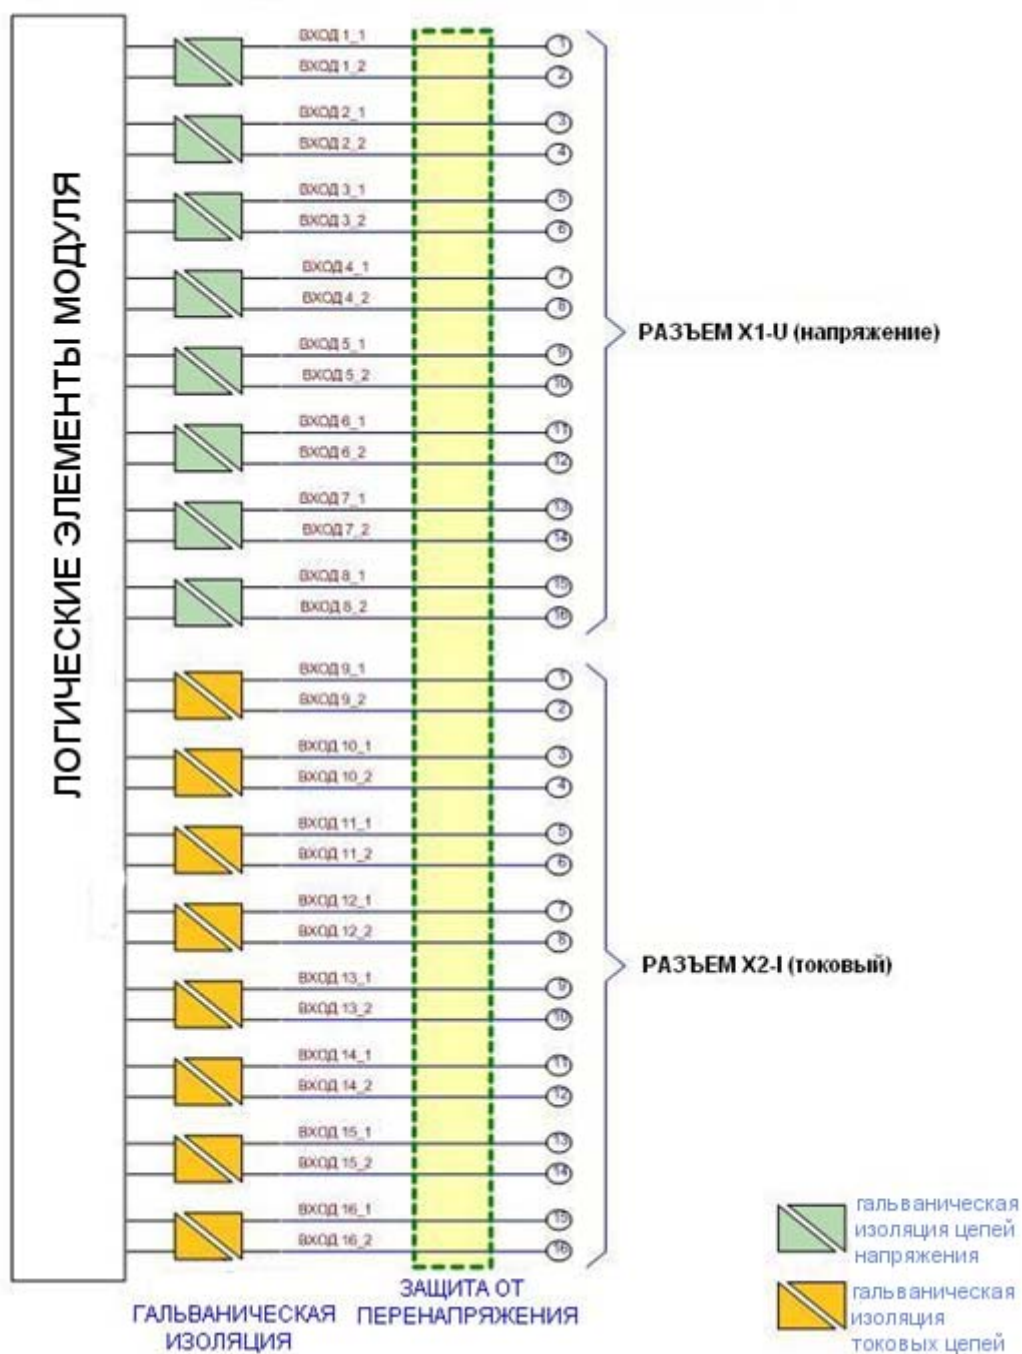 ЛОГИЧЕСКИЕ ЭЛЕМЕНТЫ МОДУЛЯ
ВХОД 1_1 1
ВХОД 1_2 2
ВХОД 2_1 3
ВХОД 2_2 4
ВХОД 3_1 5
ВХОД 3_2 6
ВХОД 4_1 7
ВХОД 4_2 8
ВХОД 5_1 9
ВХОД 5_2 10
ВХОД 6_1 11
ВХОД 6_2 12
ВХОД 7_1 13
ВХОД 7_2 14
ВХОД 8_1 15
ВХОД 8_2 16
РАЗЪЕМ X1-U (напряжение)
ВХОД 9_1 1
ВХОД 9_2 2
ВХОД 10_1 3
ВХОД 10_2 4
ВХОД 11_1 5
ВХОД 11_2 6
ВХОД 12_1 7
ВХОД 12_2 8
ВХОД 13_1 9
ВХОД 13_2 10
ВХОД 14_1 11
ВХОД 14_2 12
ВХОД 15_1 13
ВХОД 15_2 14
ВХОД 16_1 15
ВХОД 16_2 16
РАЗЪЕМ X2-I (токовый)
ГАЛЬВАНИЧЕСКАЯ
ИЗОЛЯЦИЯ
ЗАЩИТА ОТ
ПЕРЕНАПРЯЖЕНИЯ
гальваническая
изоляция цепей
напряжения
гальваническая
изоляция
токовых цепей